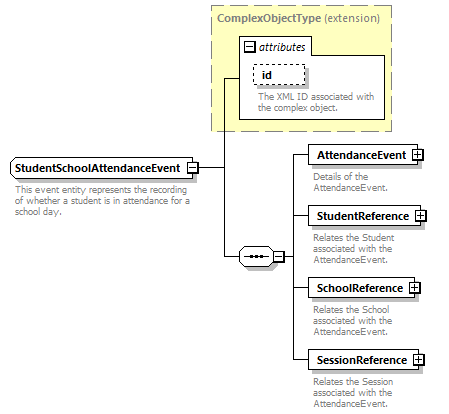 ComplexObjectType (extension)
attributes
id
The XML ID associated with
the complex object.
StudentSchoolAttendanceEvent
This event entity represents the recording
of whether a student is in attendance for a
school day.
AttendanceEvent
Details of the
AttendanceEvent.
StudentReference
Relates the Student
associated with the
AttendanceEvent.
SchoolReference
Relates the School
associated with the
AttendanceEvent.
SessionReference
Relates the Session
associated with the
AttendanceEvent.